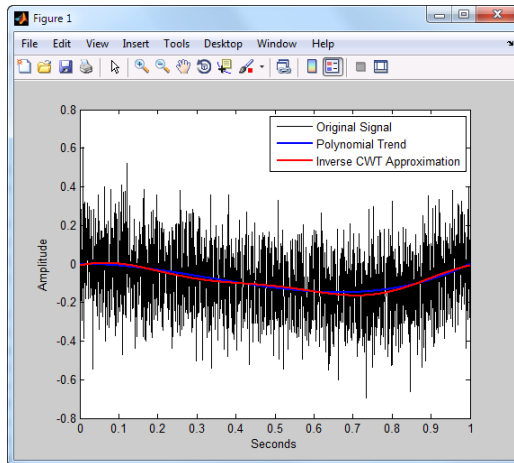 Figure 1
File Edit View Insert Tools Desktop Window Help
0.8
0.6
0.4
0.2
0
-0.2
-0.4
-0.6
-0.8
Amplitude
Original Signal
Polynomial Trend
Inverse CWT Approximation
0 0.1 0.2 0.3 0.4 0.5 0.6 0.7 0.8 0.9 1
Seconds